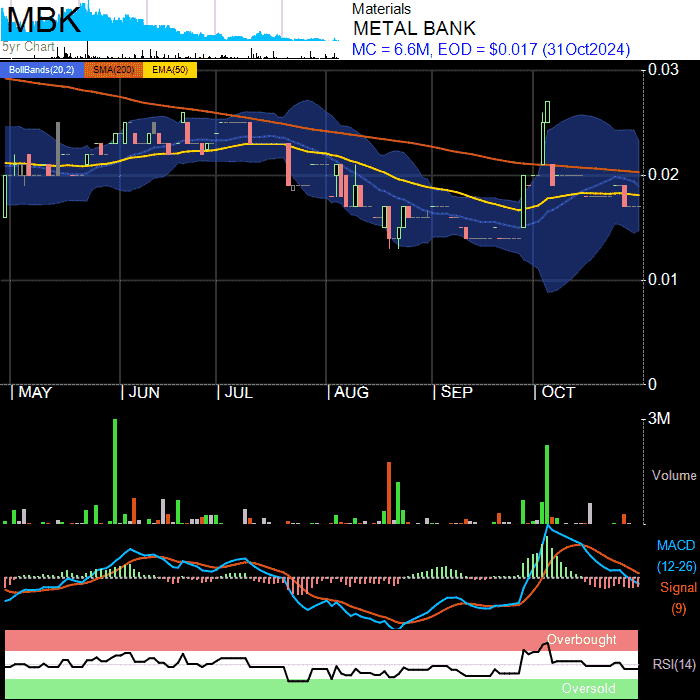 MBK
5yr Chart
Materials
METAL BANK
MC = 6.6M, EOD = $0.017 (31Oct2024)
BollBands(20,2) SMA(200) EMA(50)
0.03
0.02
0.01
0
MAY JUN JUL AUG SEP OCT
3M
Volume
MACD
(12-26)
Signal
(9)
Overbought
RSI(14)
Oversold